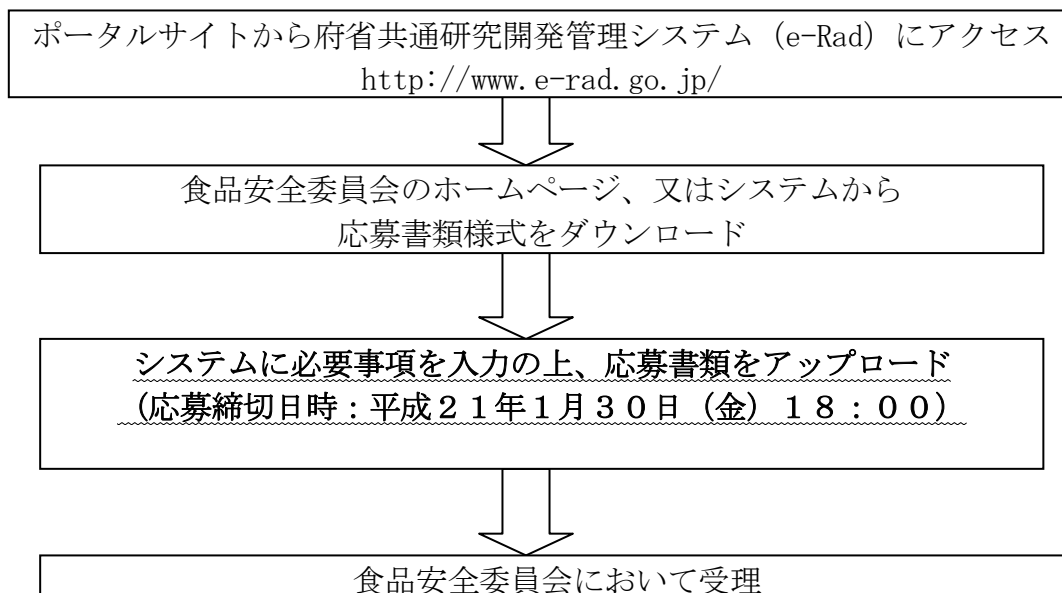 ポータルサイトから府省共通研究開発管理システム（e-Rad）にアクセス
http://www.e-rad.go.jp/
食品安全委員会のホームページ、又はシステムから
応募書類様式をダウンロード
システムに必要事項を入力の上、応募書類をアップロード
（応募締切日時：平成２１年１月３０日（金）１８：００）
食品安全委員会において受理